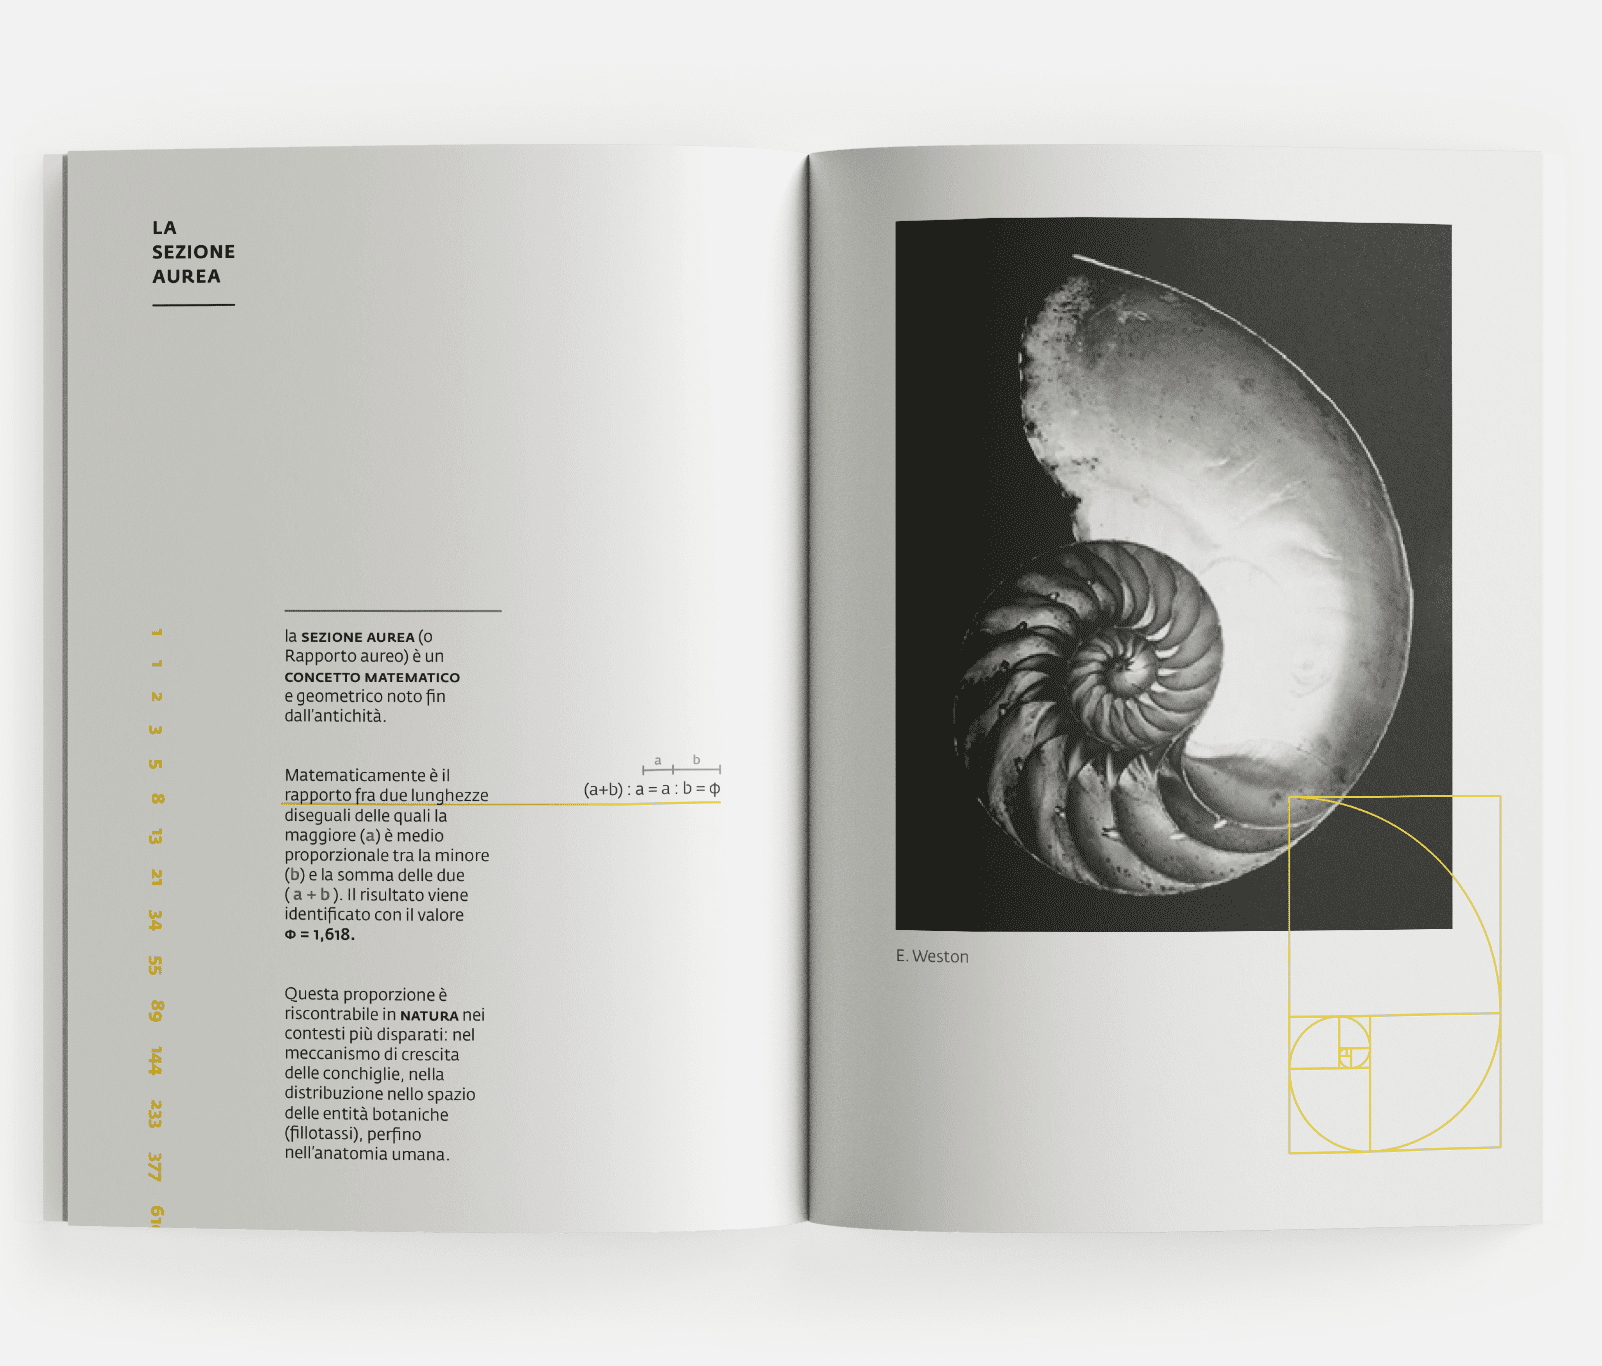 LA
SEZIONE
AUREA
1
1
2
3
5
8
13
21
34
55
89
144
233
377
la SEZIONE AUREA (o
Rapporto aureo) è un
CONCETTO MATEMATICO
e geometrico noto fin
dall'antichità.
Matematicamente è il
rapporto fra due lunghezze
diseguali delle quali la
maggiore (a) è medio
proporzionale tra la minore
(b) e la somma delle due
( a + b ). Il risultato viene
identificato con il valore
Φ = 1,618.
a b
(a+b) : a = a : b = ϕ
Questa proporzione è
riscontrabile in NATURA nei
contesti più disparati: nel
meccanismo di crescita
delle conchiglie, nella
distribuzione nello spazio
delle entità botaniche
(fillotassi), perfino
nell'anatomia umana.
E. Weston